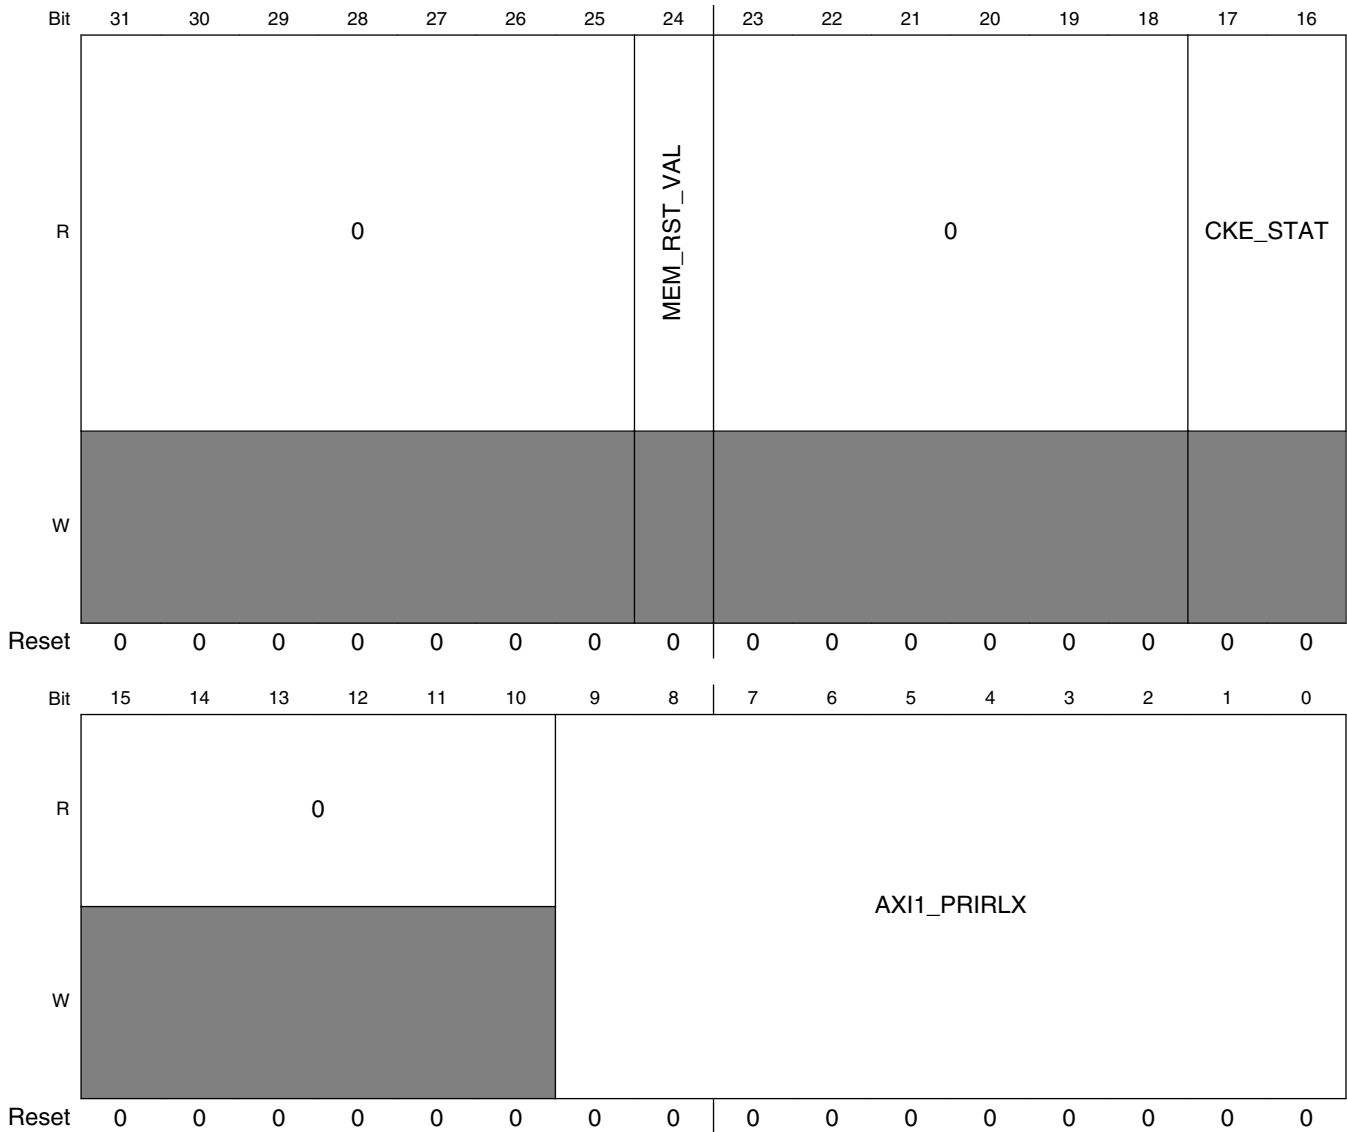 Bit 31 30 29 28 27 26 25 24 23 22 21 20 19 18 17 16
R 0 MEM_RST_VAL 0 CKE_STAT
W
Reset 0 0 0 0 0 0 0 0 0 0 0 0 0 0 0 0
Bit 15 14 13 12 11 10 9 8 7 6 5 4 3 2 1 0
R 0
AXI1_PRIRLX
W
Reset 0 0 0 0 0 0 0 0 0 0 0 0 0 0 0 0